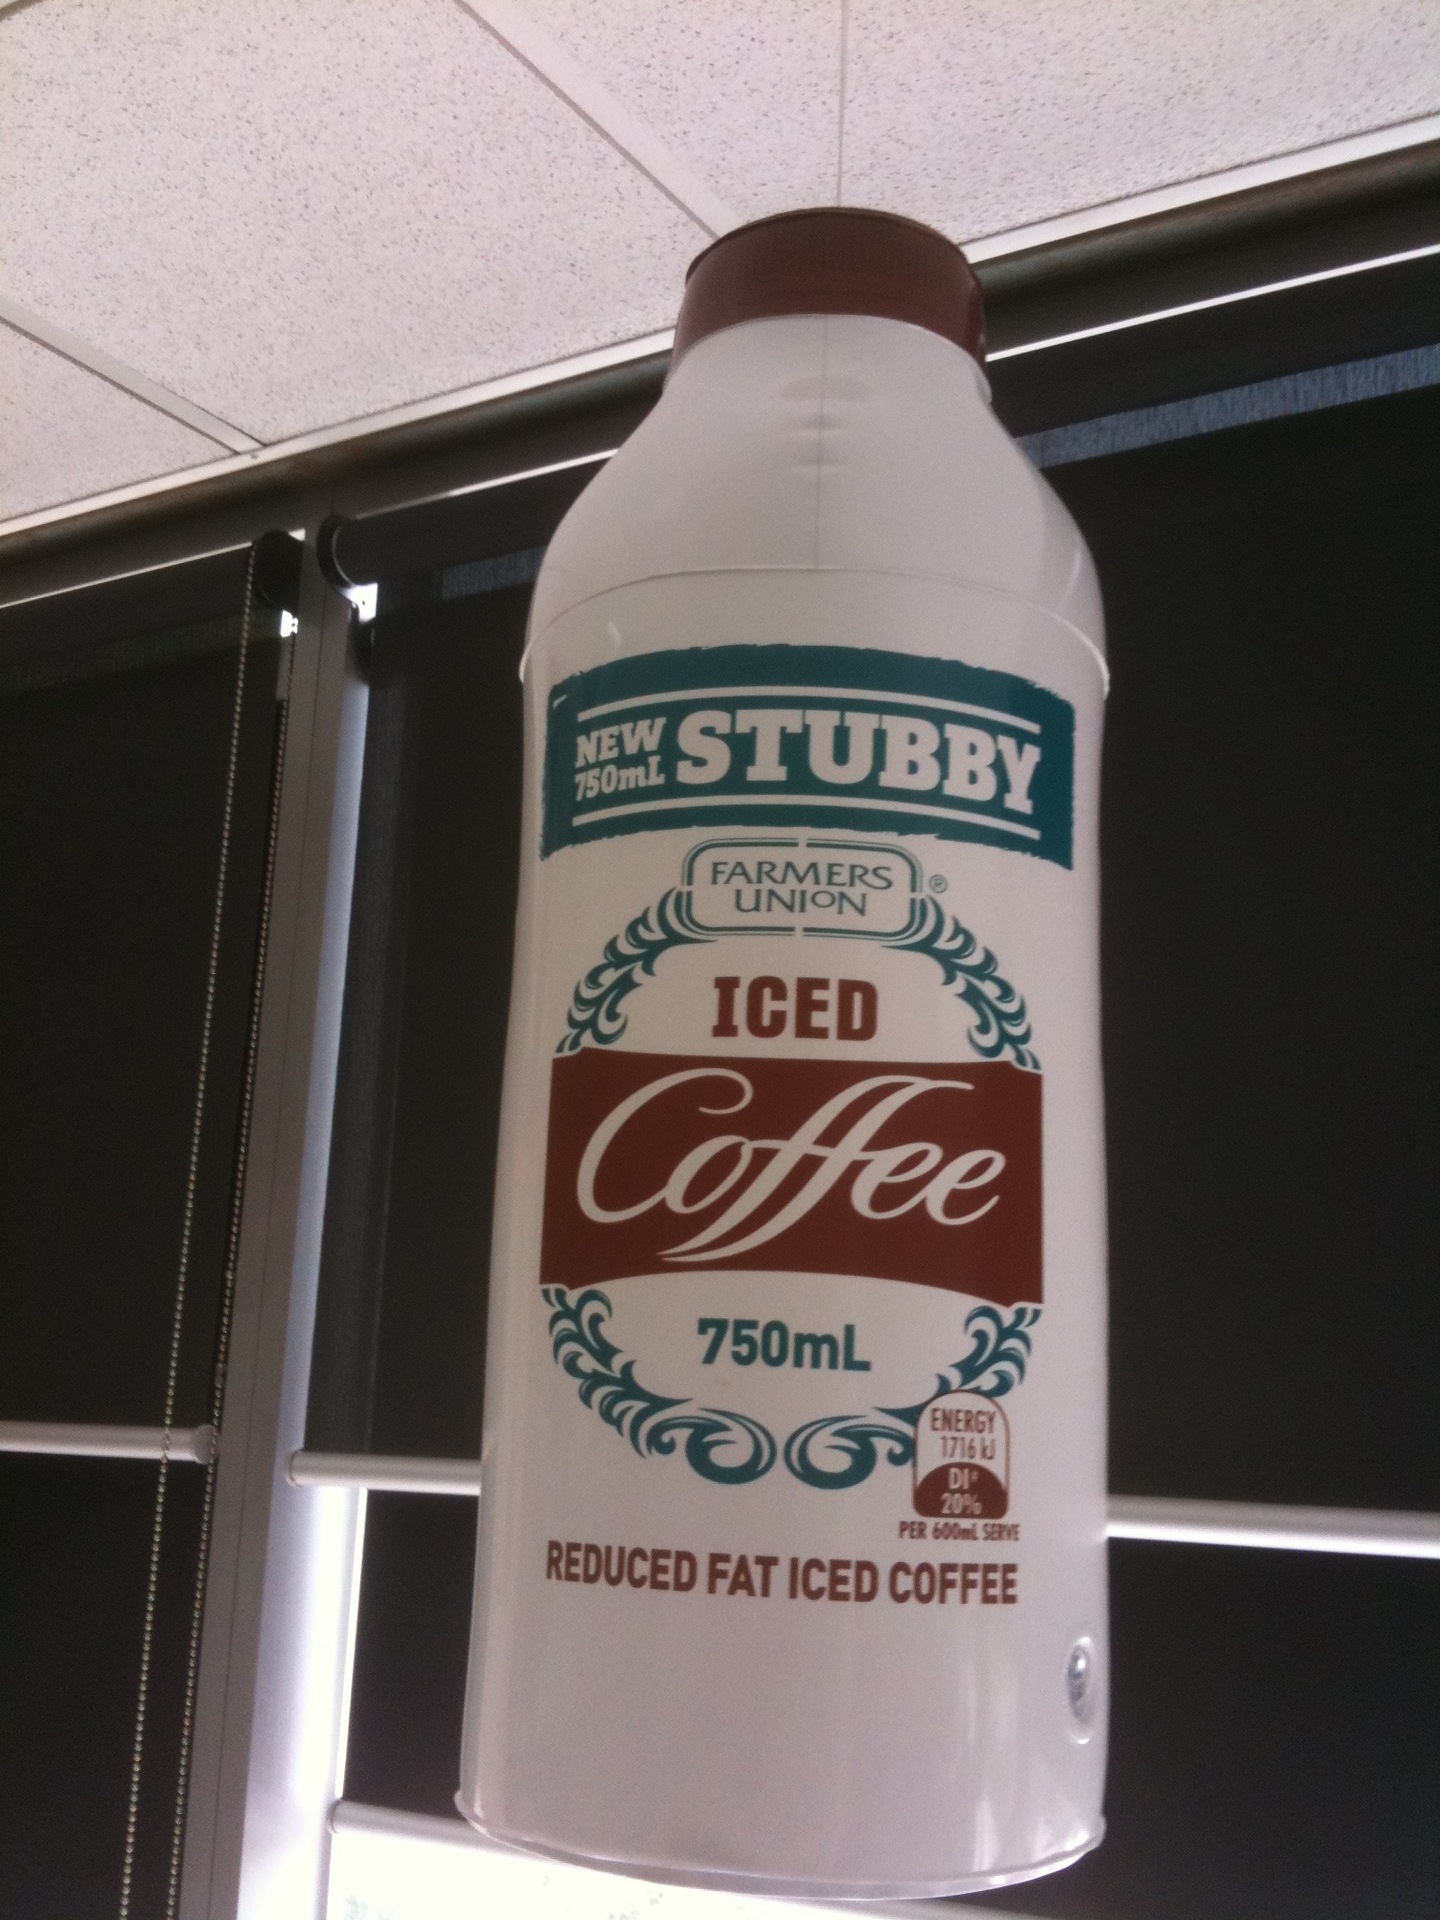 NEW
750mL
STUBBY
FARMERS
UNION
®
ICED
Coffee
750mL
ENERGY
1716 kJ
DI#
20%
PER 600mL SERVE
REDUCED FAT ICED COFFEE